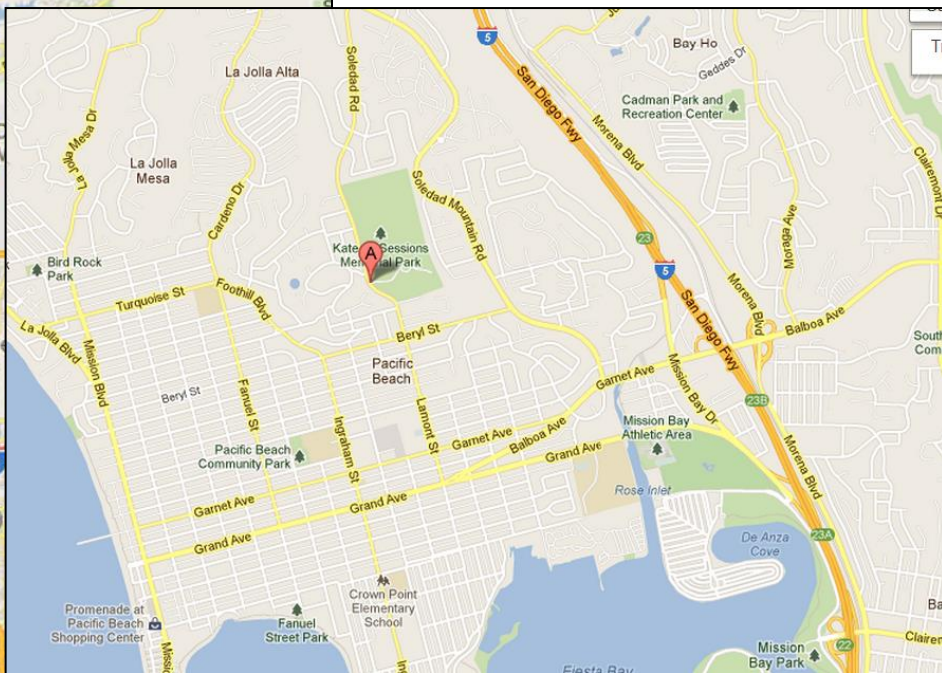 5
San Diego Fwy
Bay Ho
Geddes Dr
La Jolla Alta
Soledad Rd
Cadman Park and
Recreation Center
Morena Blvd
Clairemont Dr
La Jolla Mesa Dr
La Jolla
Mesa
Cardeno Dr
Soledad Mountain Rd
Moraga Ave
Kate Sessions
Memorial Park
A
23
5
Bird Rock
Park
Turquoise St
Foothill Blvd
San Diego Fwy
Morena Blvd
La Jolla Blvd
Mission Blvd
Beryl St
Balboa Ave
Pacific
Beach
Garnet Ave
Mission Bay Dr
Beryl St
Fanuel St
Ingraham St
Lamont St
23B
Mission Bay
Athletic Area
Pacific Beach
Community Park
Garnet Ave
Balboa Ave
Grand Ave
Morena Blvd
Rose Inlet
Garnet Ave
Grand Ave
Grand Ave
De Anza
Cove
23A
Crown Point
Elementary
School
Promenade at
Pacific Beach
Shopping Center
Fanuel
Street Park
Mission
Bay Park
22
Fiesta Bay